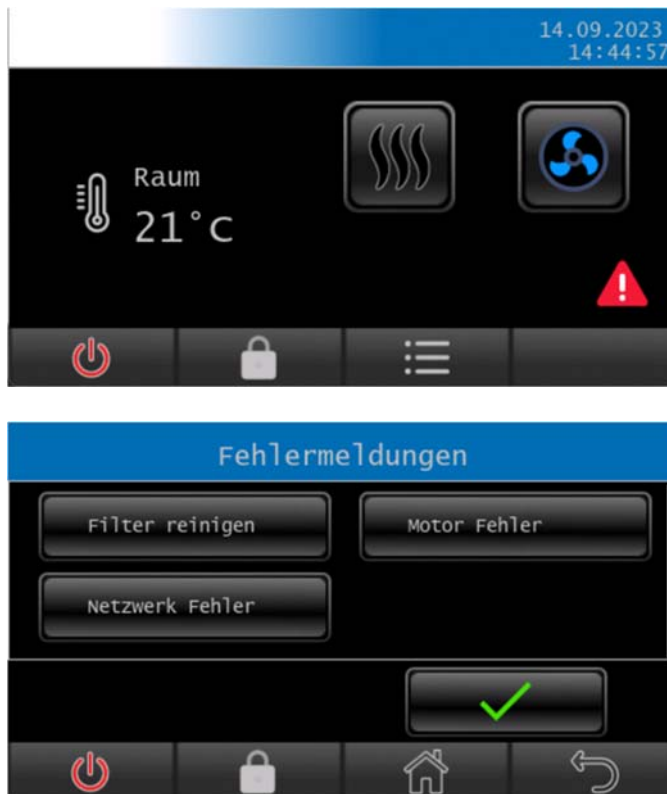 14.09.2023
14:44:57
Raum
21°c
Fehlermeldungen
Filter reinigen
Motor Fehler
Netzwerk Fehler